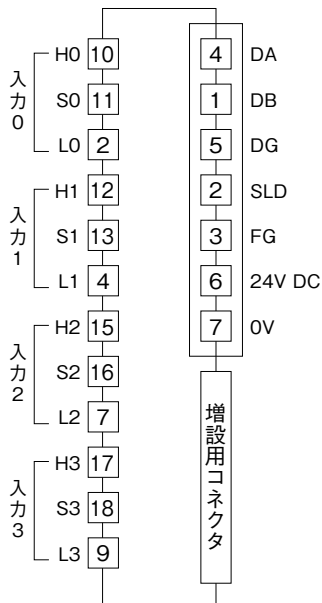 入力0
H0 10
S0 11
L0 2
入力1
H1 12
S1 13
L1 4
入力2
H2 15
S2 16
L2 7
入力3
H3 17
S3 18
L3 9
4 DA
1 DB
5 DG
2 SLD
3 FG
6 24V DC
7 0V
増設用コネクタ